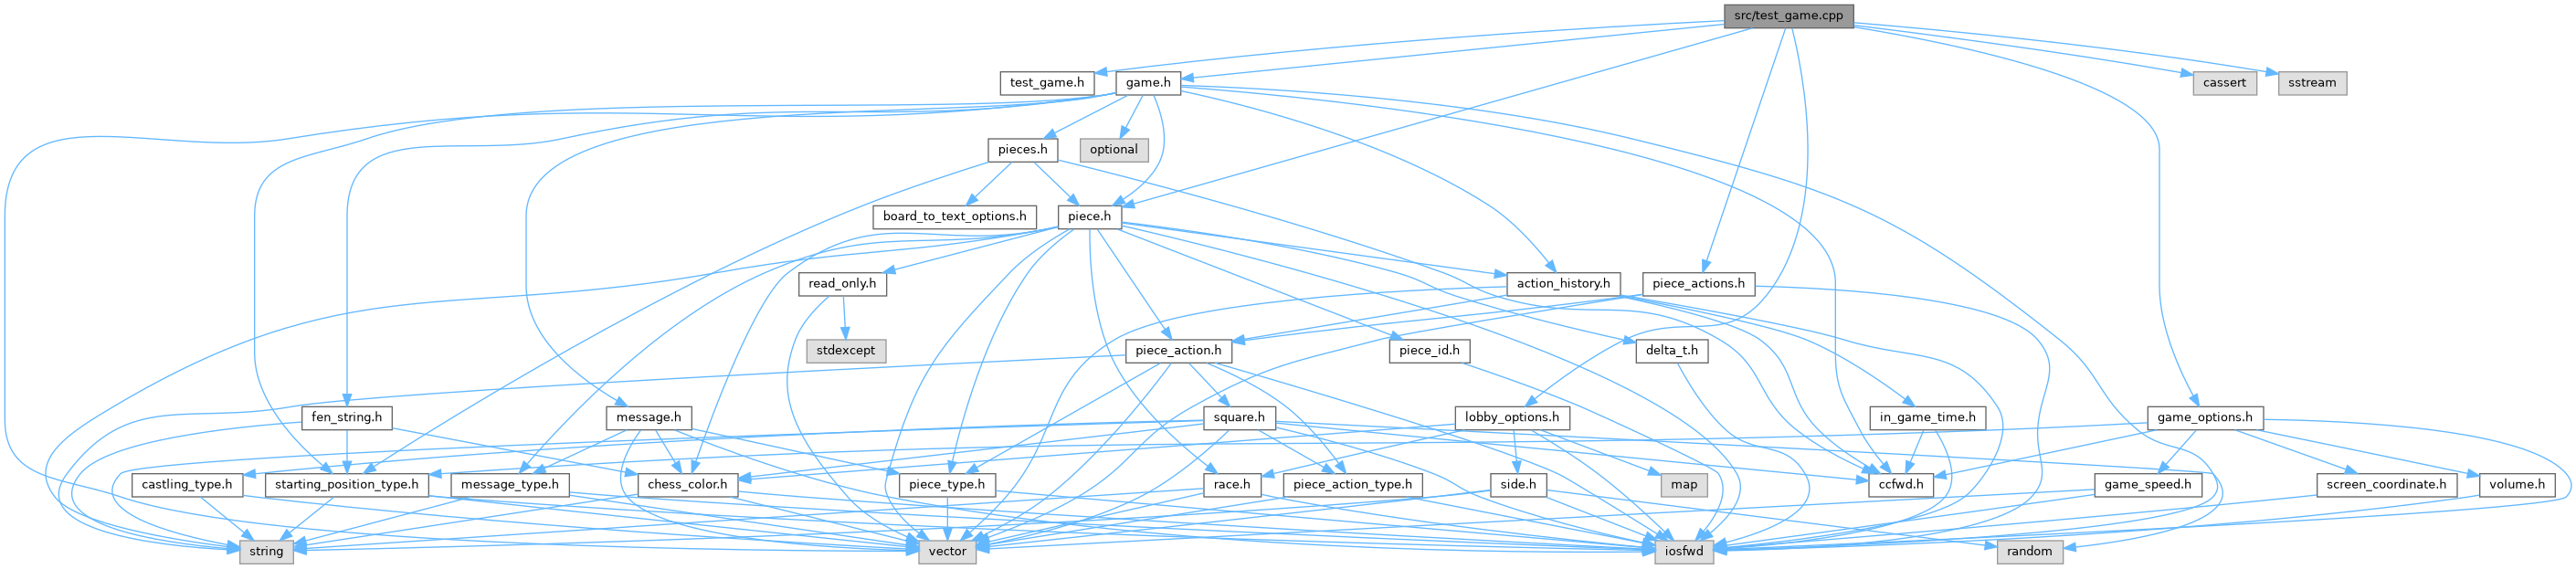 src/test_game.cpp
test_game.h
game.h
cassert
sstream
pieces.h
optional
board_to_text_options.h
piece.h
read_only.h
action_history.h
piece_actions.h
stdexcept
piece_action.h
piece_id.h
delta_t.h
fen_string.h
message.h
square.h
lobby_options.h
in_game_time.h
game_options.h
castling_type.h
starting_position_type.h
message_type.h
chess_color.h
piece_type.h
race.h
piece_action_type.h
side.h
map
ccfwd.h
game_speed.h
screen_coordinate.h
volume.h
string
vector
iosfwd
random